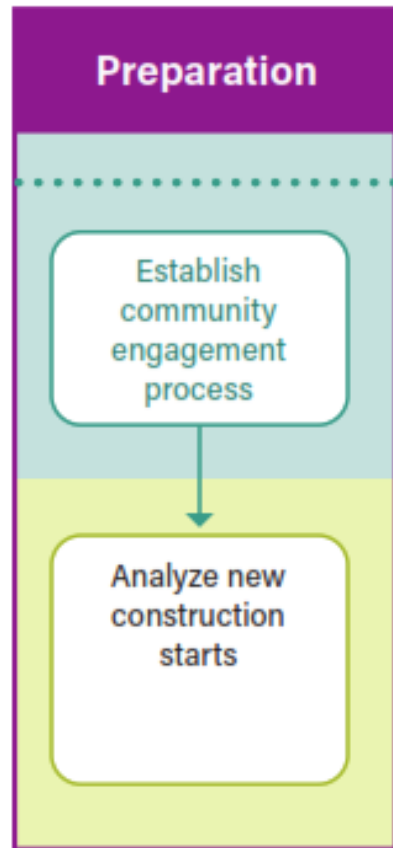 Preparation
Establish
community
engagement
process
Analyze new
construction
starts